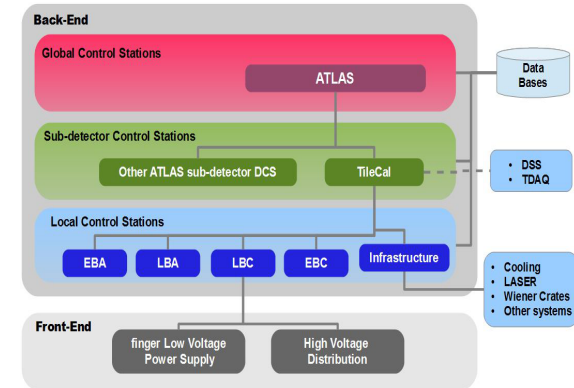 Back-End
Global Control Stations
ATLAS
Data
Bases
Sub-detector Control Stations
Other ATLAS sub-detector DCS
TileCal
• DSS
• TDAQ
Local Control Stations
EBA
LBA
LBC
EBC
Infrastructure
• Cooling
• LASER
• Wiener Crates
• Other systems
Front-End
finger Low Voltage
Power Supply
High Voltage
Distribution